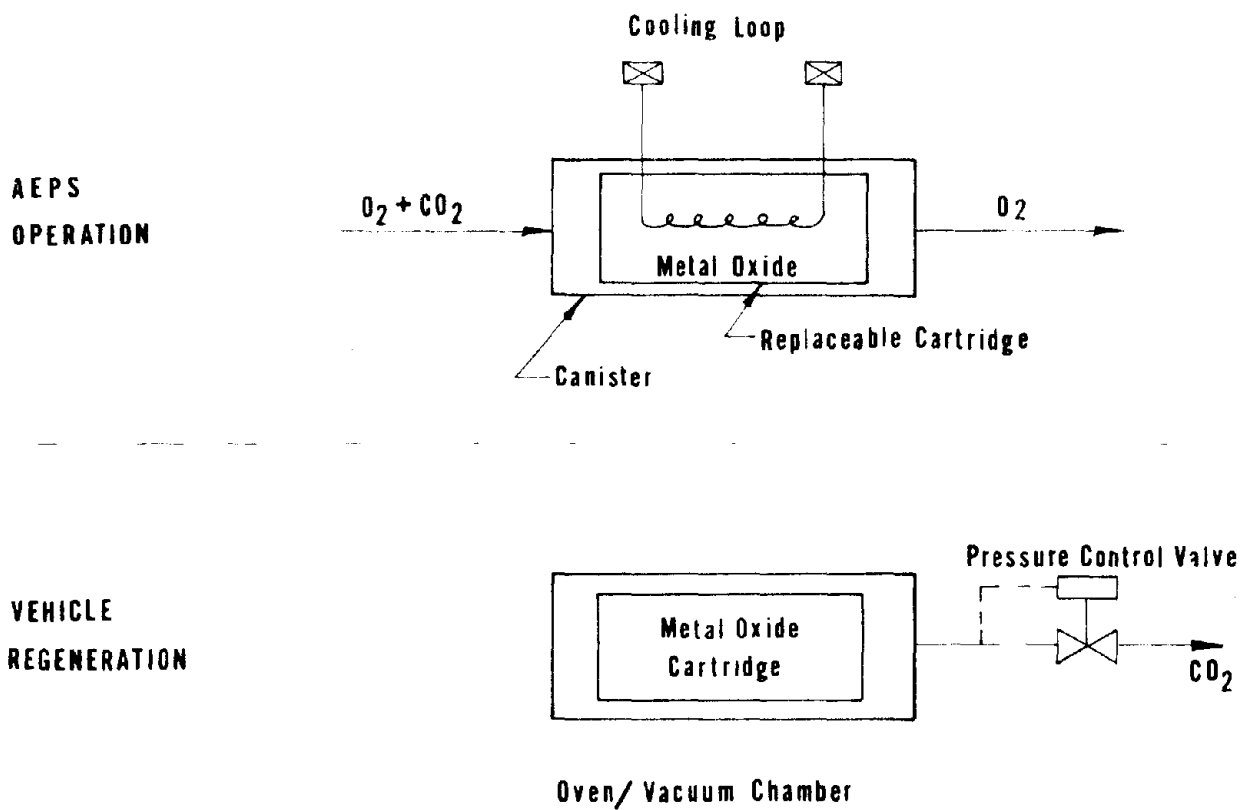 Cooling Loop
AEPS
OPERATION
O₂ + CO₂
O₂
Metal Oxide
Replaceable Cartridge
Canister
Pressure Control Valve
VEHICLE
REGENERATION
Metal Oxide
Cartridge
CO₂
Oven/ Vacuum Chamber